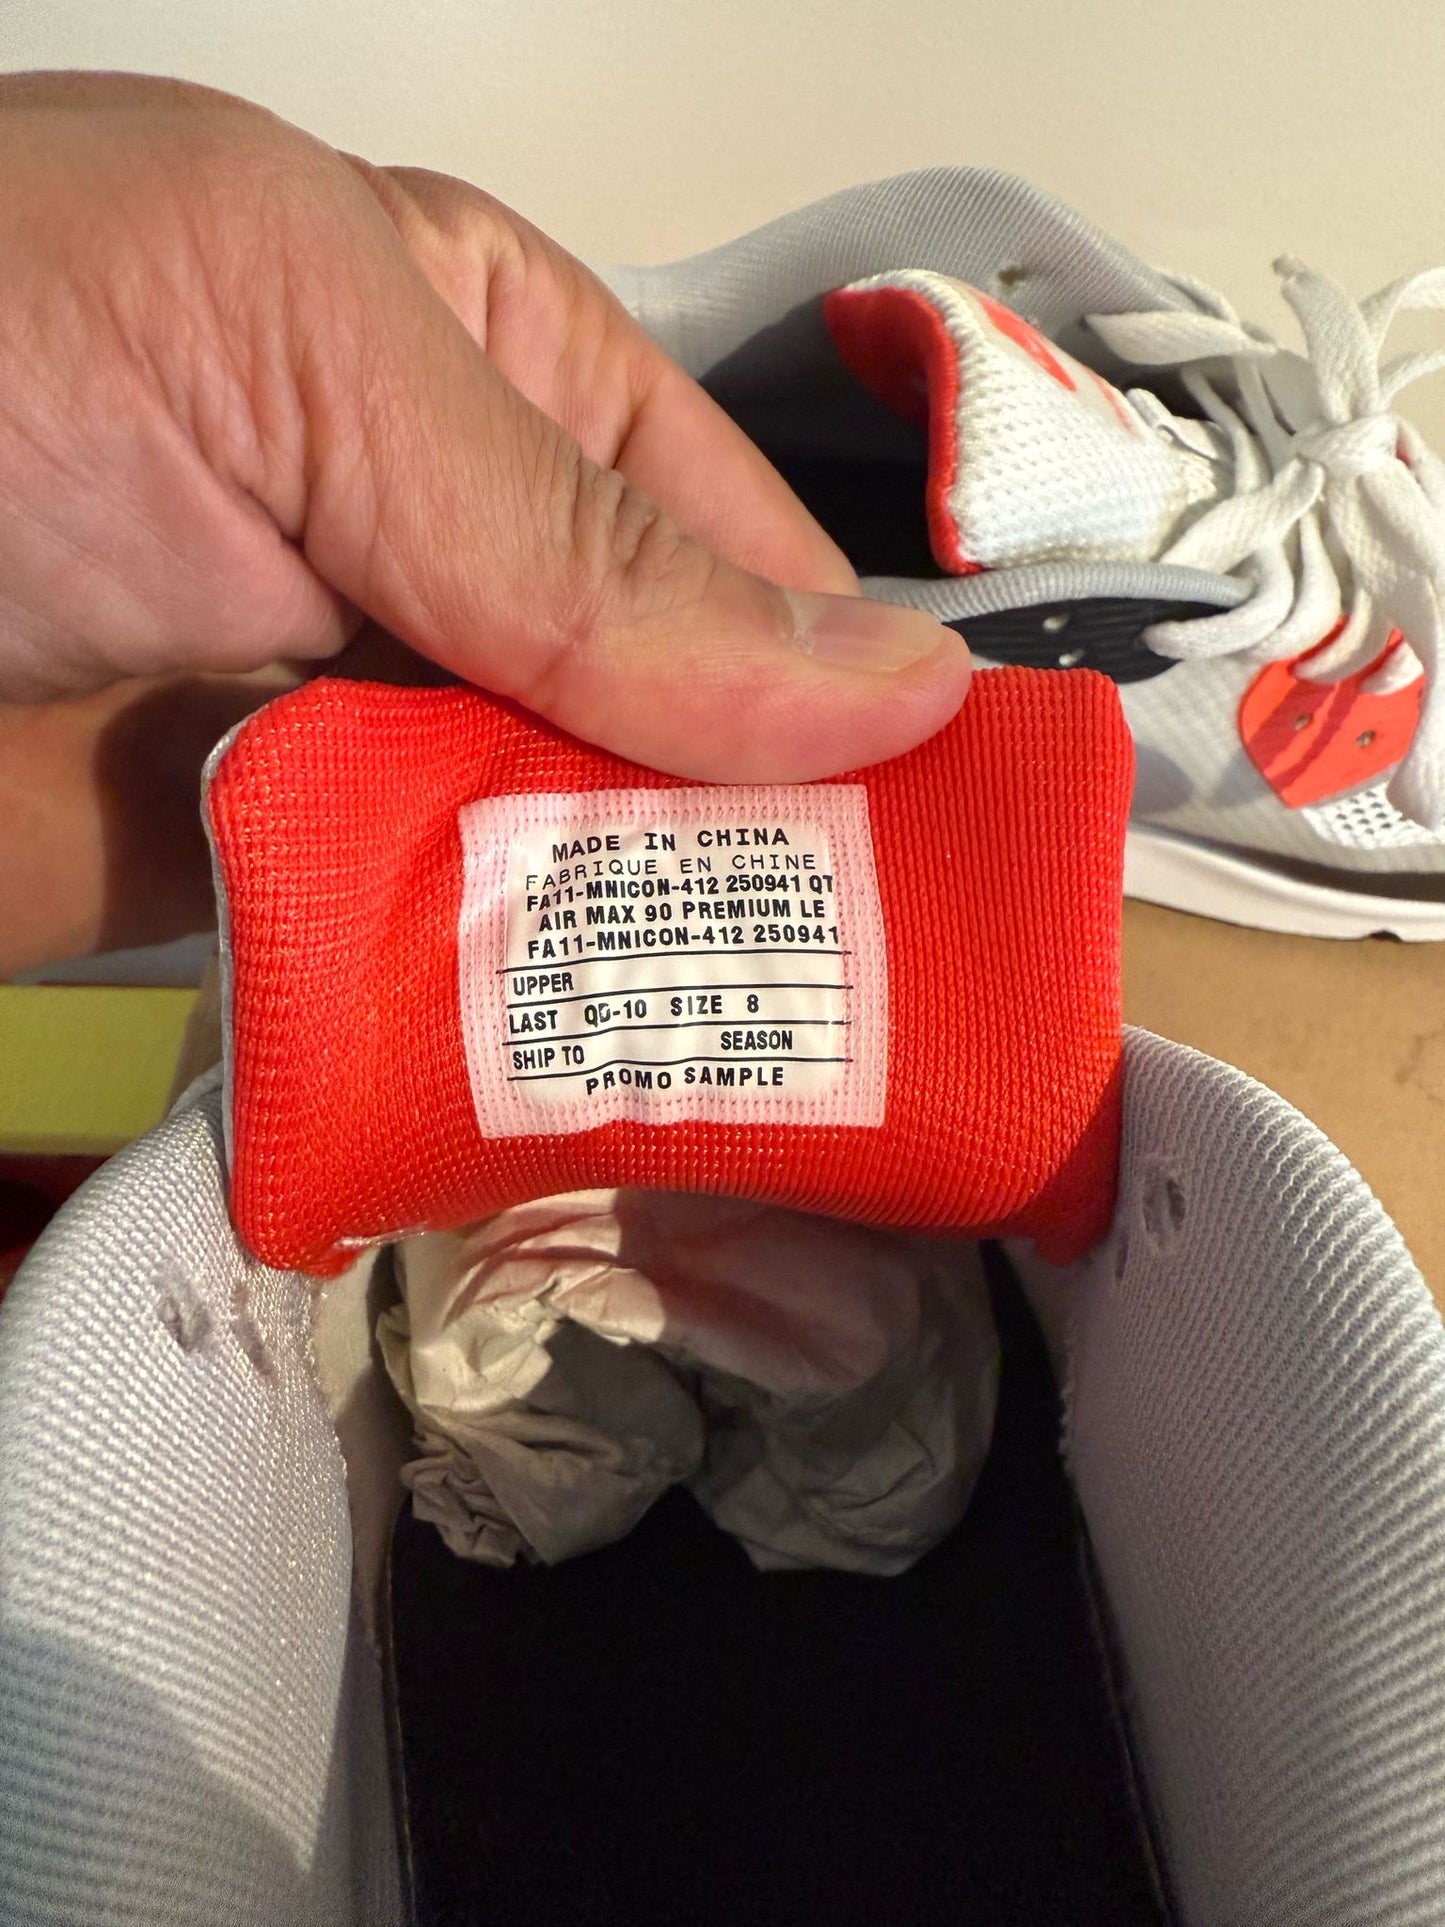 MADE IN CHINA
FABRIQUE EN CHINE
FA11-MNICON-412 250941 QT
AIR MAX 90 PREMIUM LE
FA11-MNICON-412 250941
UPPER
LAST QD-10 SIZE 8
SHIP TO SEASON
PROMO SAMPLE